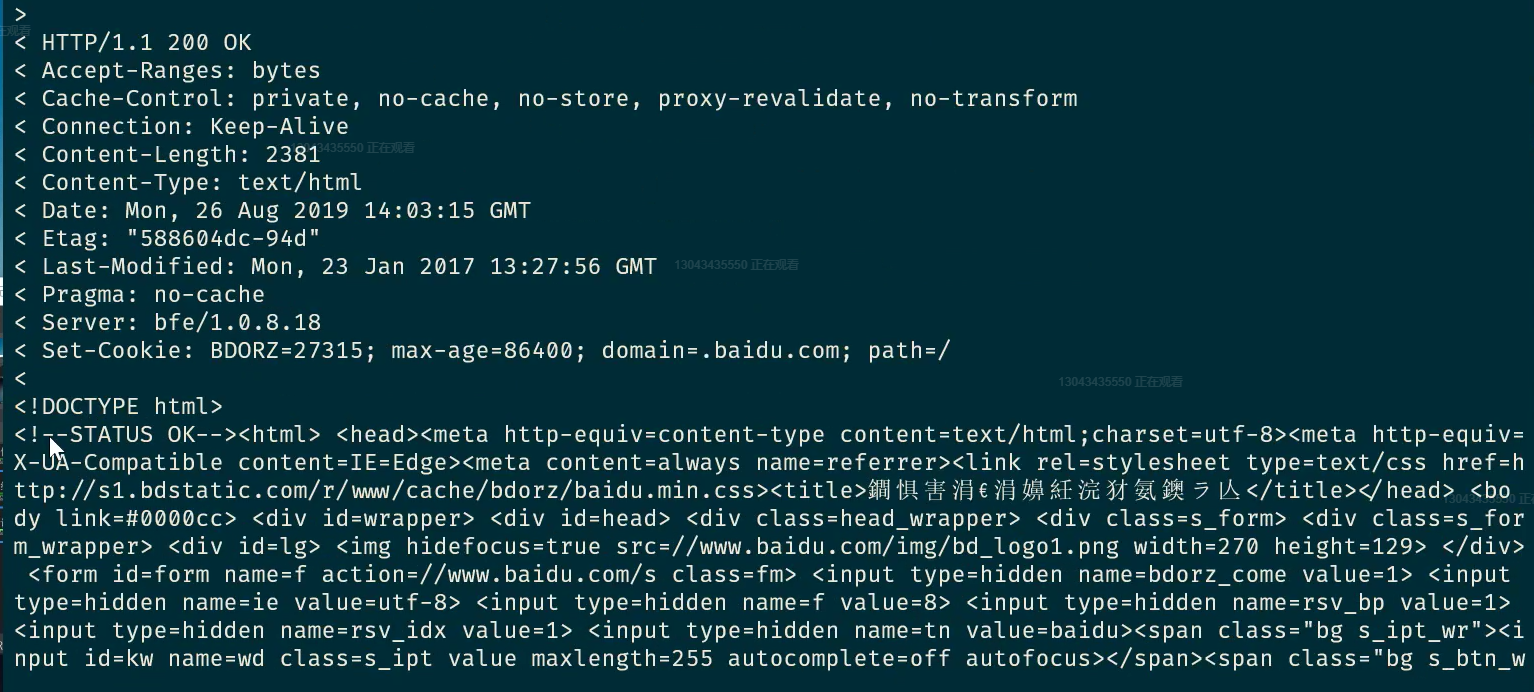 >
< HTTP/1.1 200 OK
< Accept-Ranges: bytes
< Cache-Control: private, no-cache, no-store, proxy-revalidate, no-transform
< Connection: Keep-Alive
13043435550 正在观看
< Content-Length: 2381
< Content-Type: text/html
< Date: Mon, 26 Aug 2019 14:03:15 GMT
< Etag: "588604dc-94d"
< Last-Modified: Mon, 23 Jan 2017 13:27:56 GMT
13043435550 正在观看
< Pragma: no-cache
< Server: bfe/1.0.8.18
< Set-Cookie: BDORZ=27315; max-age=86400; domain=.baidu.com; path=/
<
13043435550 正在观看
<!DOCTYPE html>
<!--STATUS OK--><html> <head><meta http-equiv=content-type content=text/html;charset=utf-8><meta http-equiv=
X-UA-Compatible content=IE=Edge><meta content=always name=referrer><link rel=stylesheet type=text/css href=h
ttp://s1.bdstatic.com/r/www/cache/bdorz/baidu.min.css><title>鐧惧害涓€涓嬶紝浣犲氨鐭ラ亾</title></head> <bo
dy link=#0000cc> <div id=wrapper> <div id=head> <div class=head_wrapper> <div class=s_form> <div class=s_for
m_wrapper> <div id=lg> <img hidefocus=true src=//www.baidu.com/img/bd_logo1.png width=270 height=129> </div>
<form id=form name=f action=//www.baidu.com/s class=fm> <input type=hidden name=bdorz_come value=1> <input
type=hidden name=ie value=utf-8> <input type=hidden name=f value=8> <input type=hidden name=rsv_bp value=1>
<input type=hidden name=rsv_idx value=1> <input type=hidden name=tn value=baidu><span class="bg s_ipt_wr"><i
nput id=kw name=wd class=s_ipt value maxlength=255 autocomplete=off autofocus></span><span class="bg s_btn_w